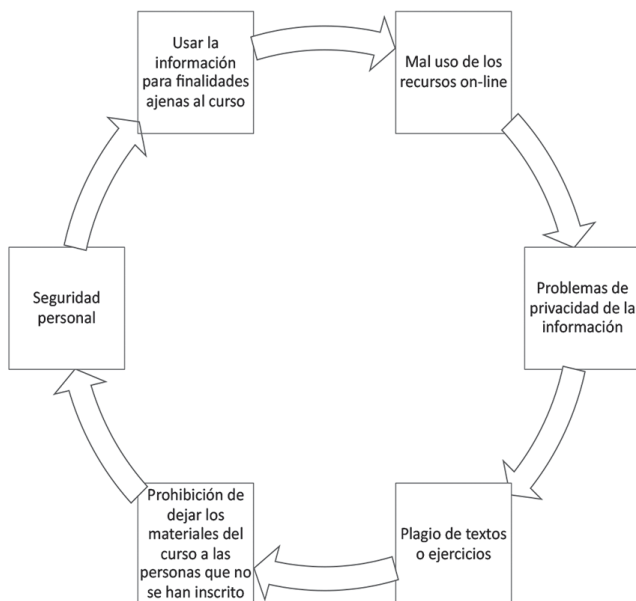 Usar la
información
para finalidades
ajenas al curso
Mal uso de los
recursos on-line
Problemas de
privacidad de la
información
Plagio de textos
o ejercicios
Prohibición de
dejar los
materiales del
curso a las
personas que no
se han inscrito
Seguridad
personal